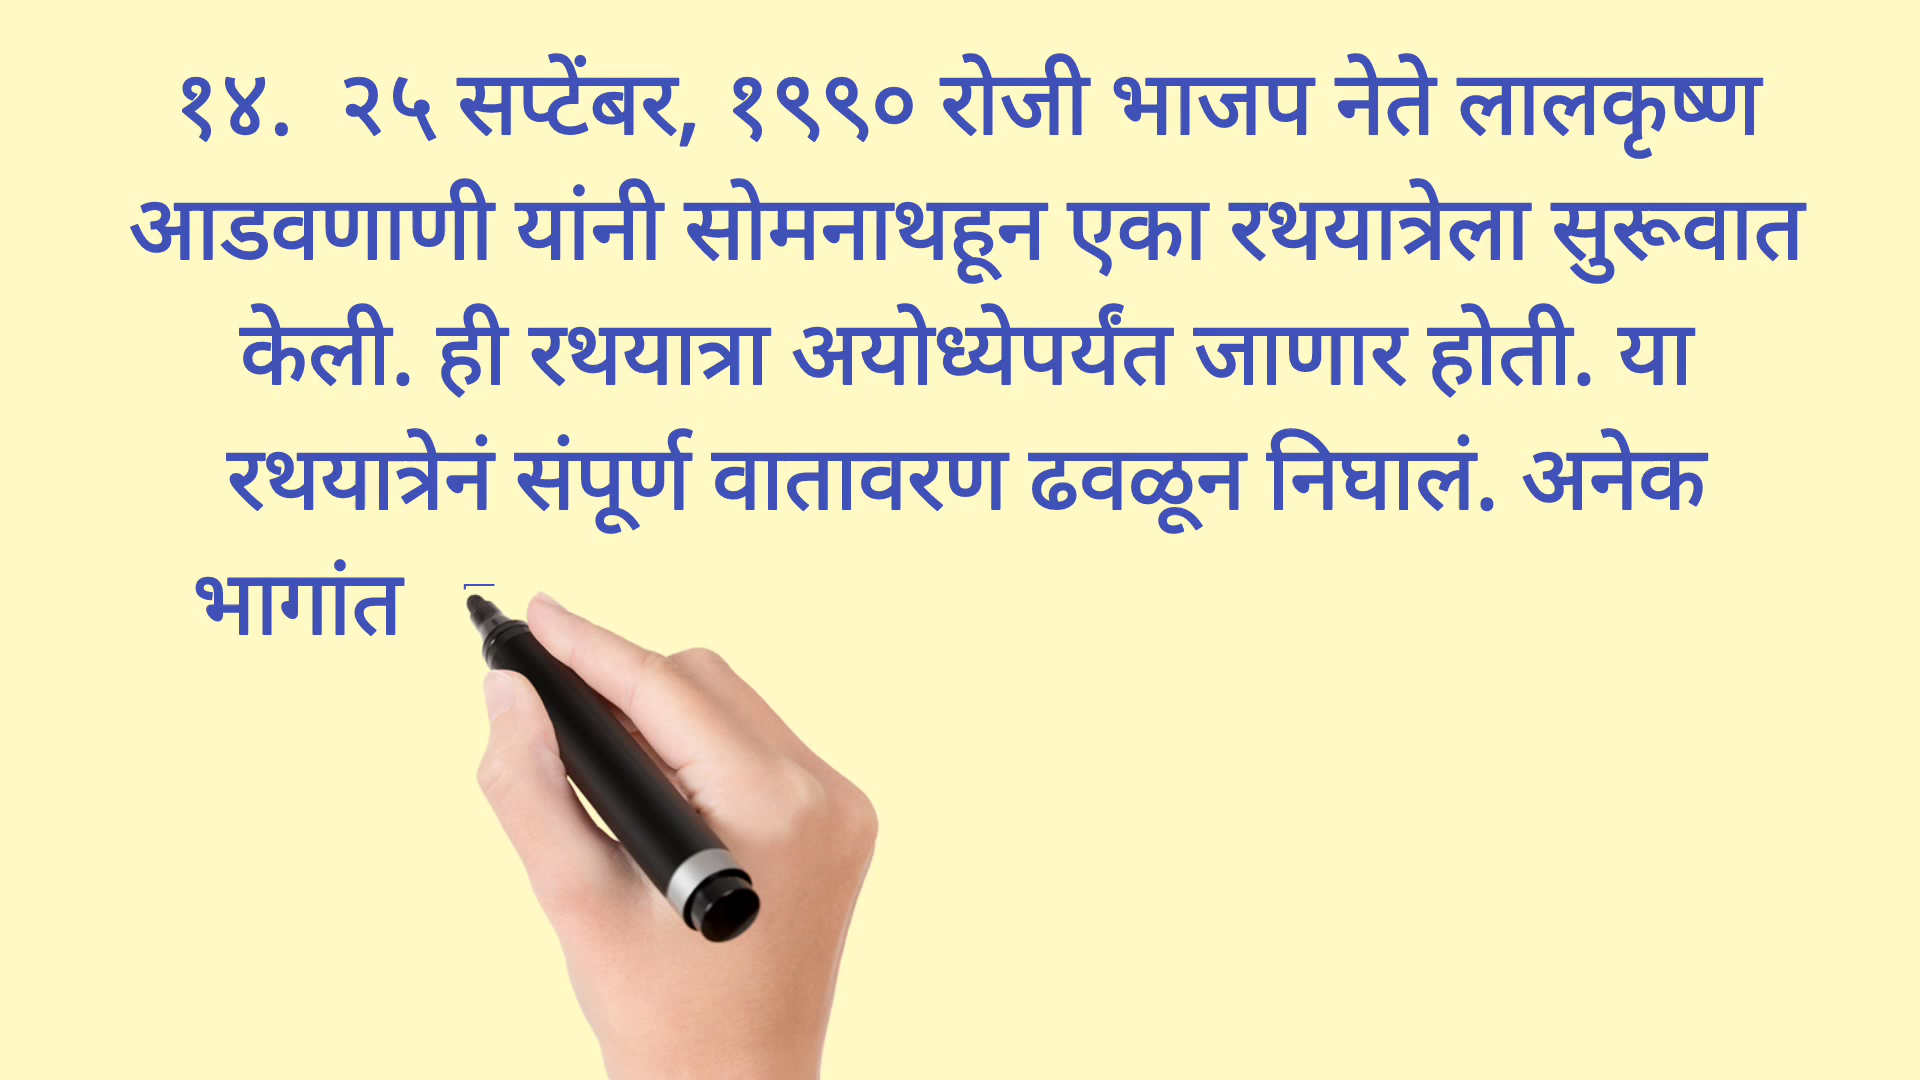 १४. २५ सप्टेंबर, १९९० रोजी भाजप नेते लालकृष्ण
आडवणाणी यांनी सोमनाथहून एका रथयात्रेला सुरूवात
केली. ही रथयात्रा अयोध्येपर्यंत जाणार होती. या
रथयात्रेनं संपूर्ण वातावरण ढवळून निघालं. अनेक
भागांत